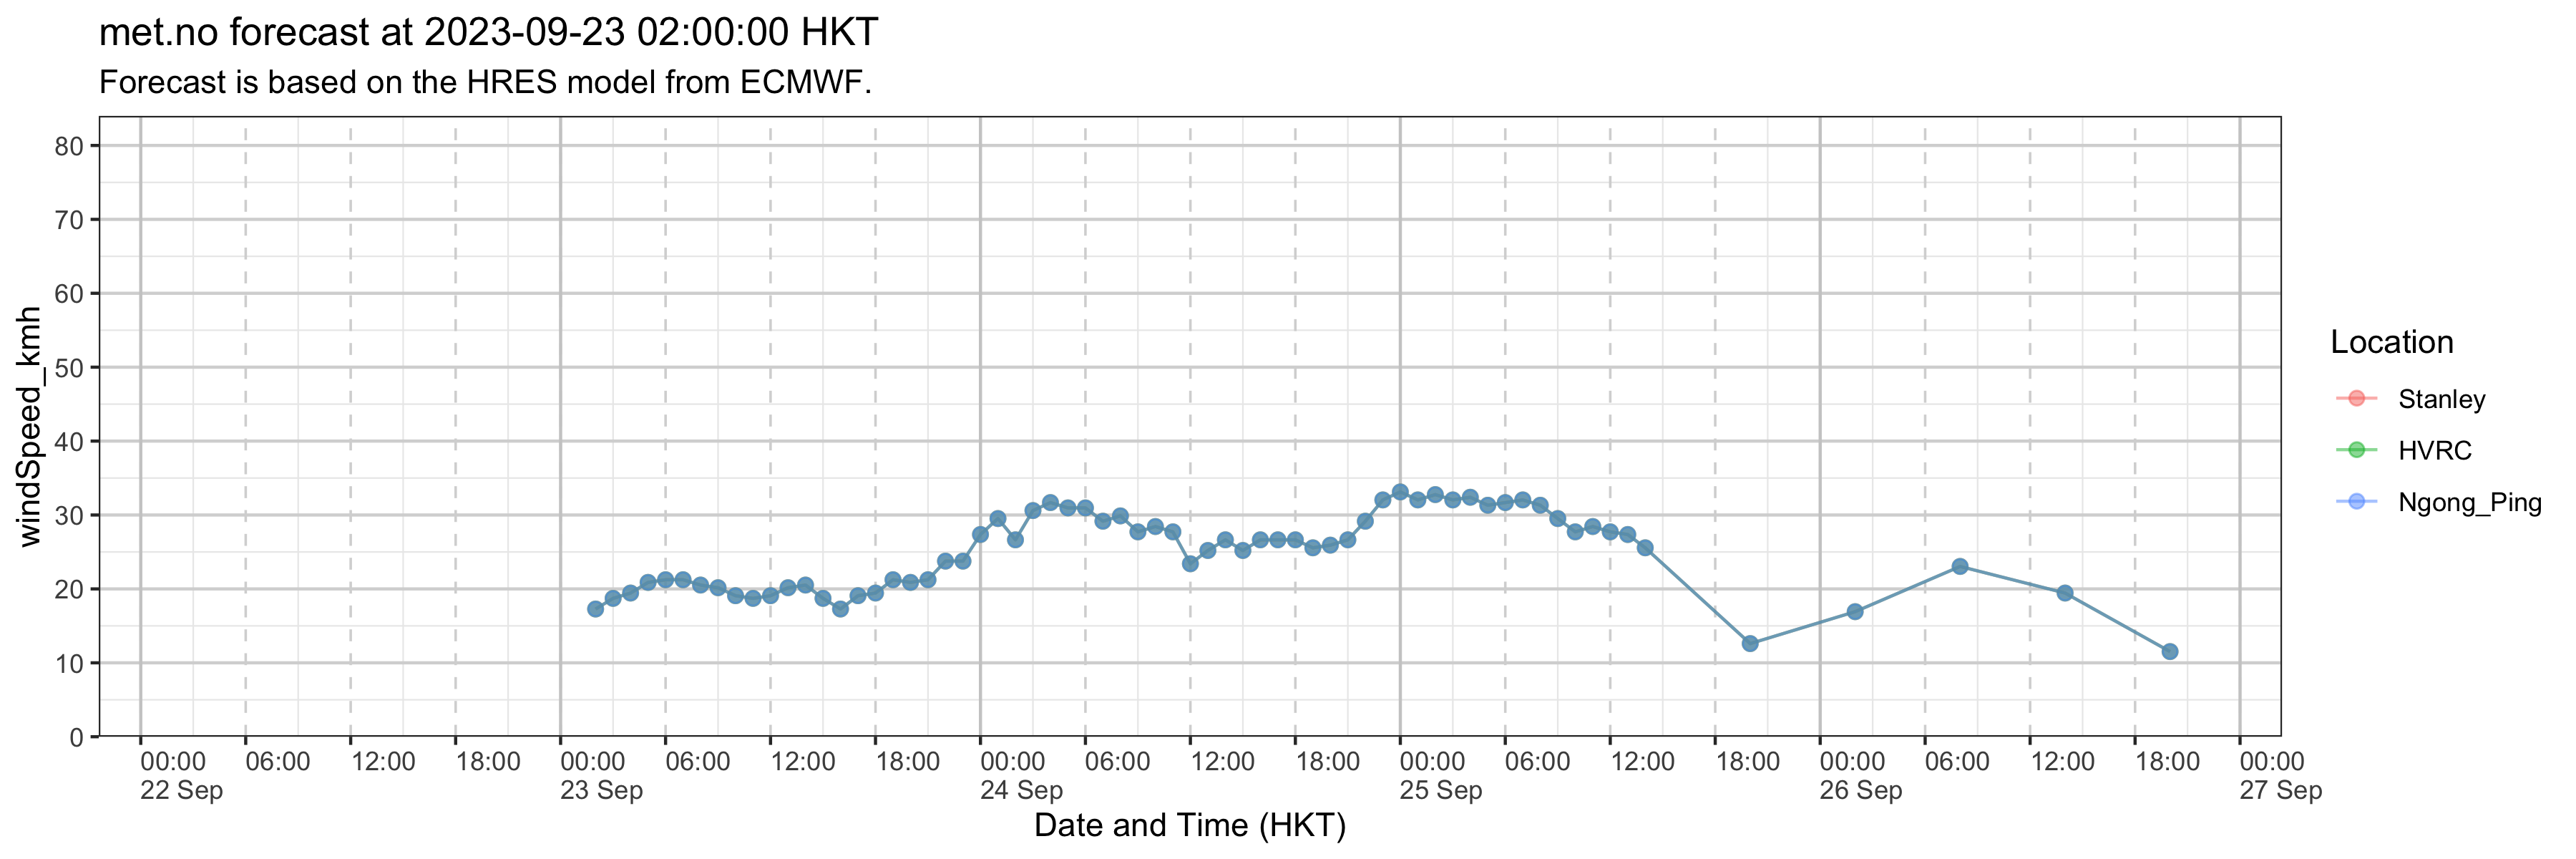 met.no forecast at 2023-09-23 02:00:00 HKT
Forecast is based on the HRES model from ECMWF.
windSpeed_kmh
80
70
60
50
40
30
20
10
0
00:00 06:00 12:00 18:00 00:00 06:00 12:00 18:00 00:00 06:00 12:00 18:00 00:00 06:00 12:00 18:00 00:00 06:00 12:00 18:00 00:00
22 Sep 23 Sep 24 Sep 25 Sep 26 Sep 27 Sep
Date and Time (HKT)
Location
Stanley
HVRC
Ngong_Ping